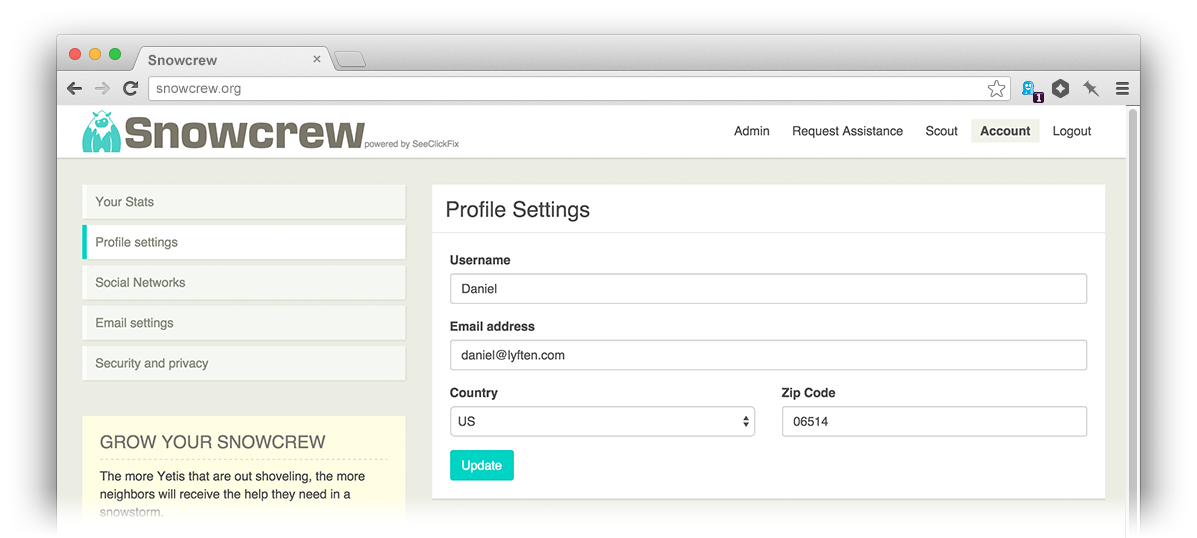 Snowcrew
snowcrew.org
1
Snowcrew powered by SeeClickFix
Admin Request Assistance Scout Account Logout
Your Stats
Profile settings
Social Networks
Email settings
Security and privacy
GROW YOUR SNOWCREW
The more Yetis that are out shoveling, the more
neighbors will receive the help they need in a
snowstorm.
Profile Settings
Username
Daniel
Email address
daniel@lyften.com
Country Zip Code
US 06514
Update